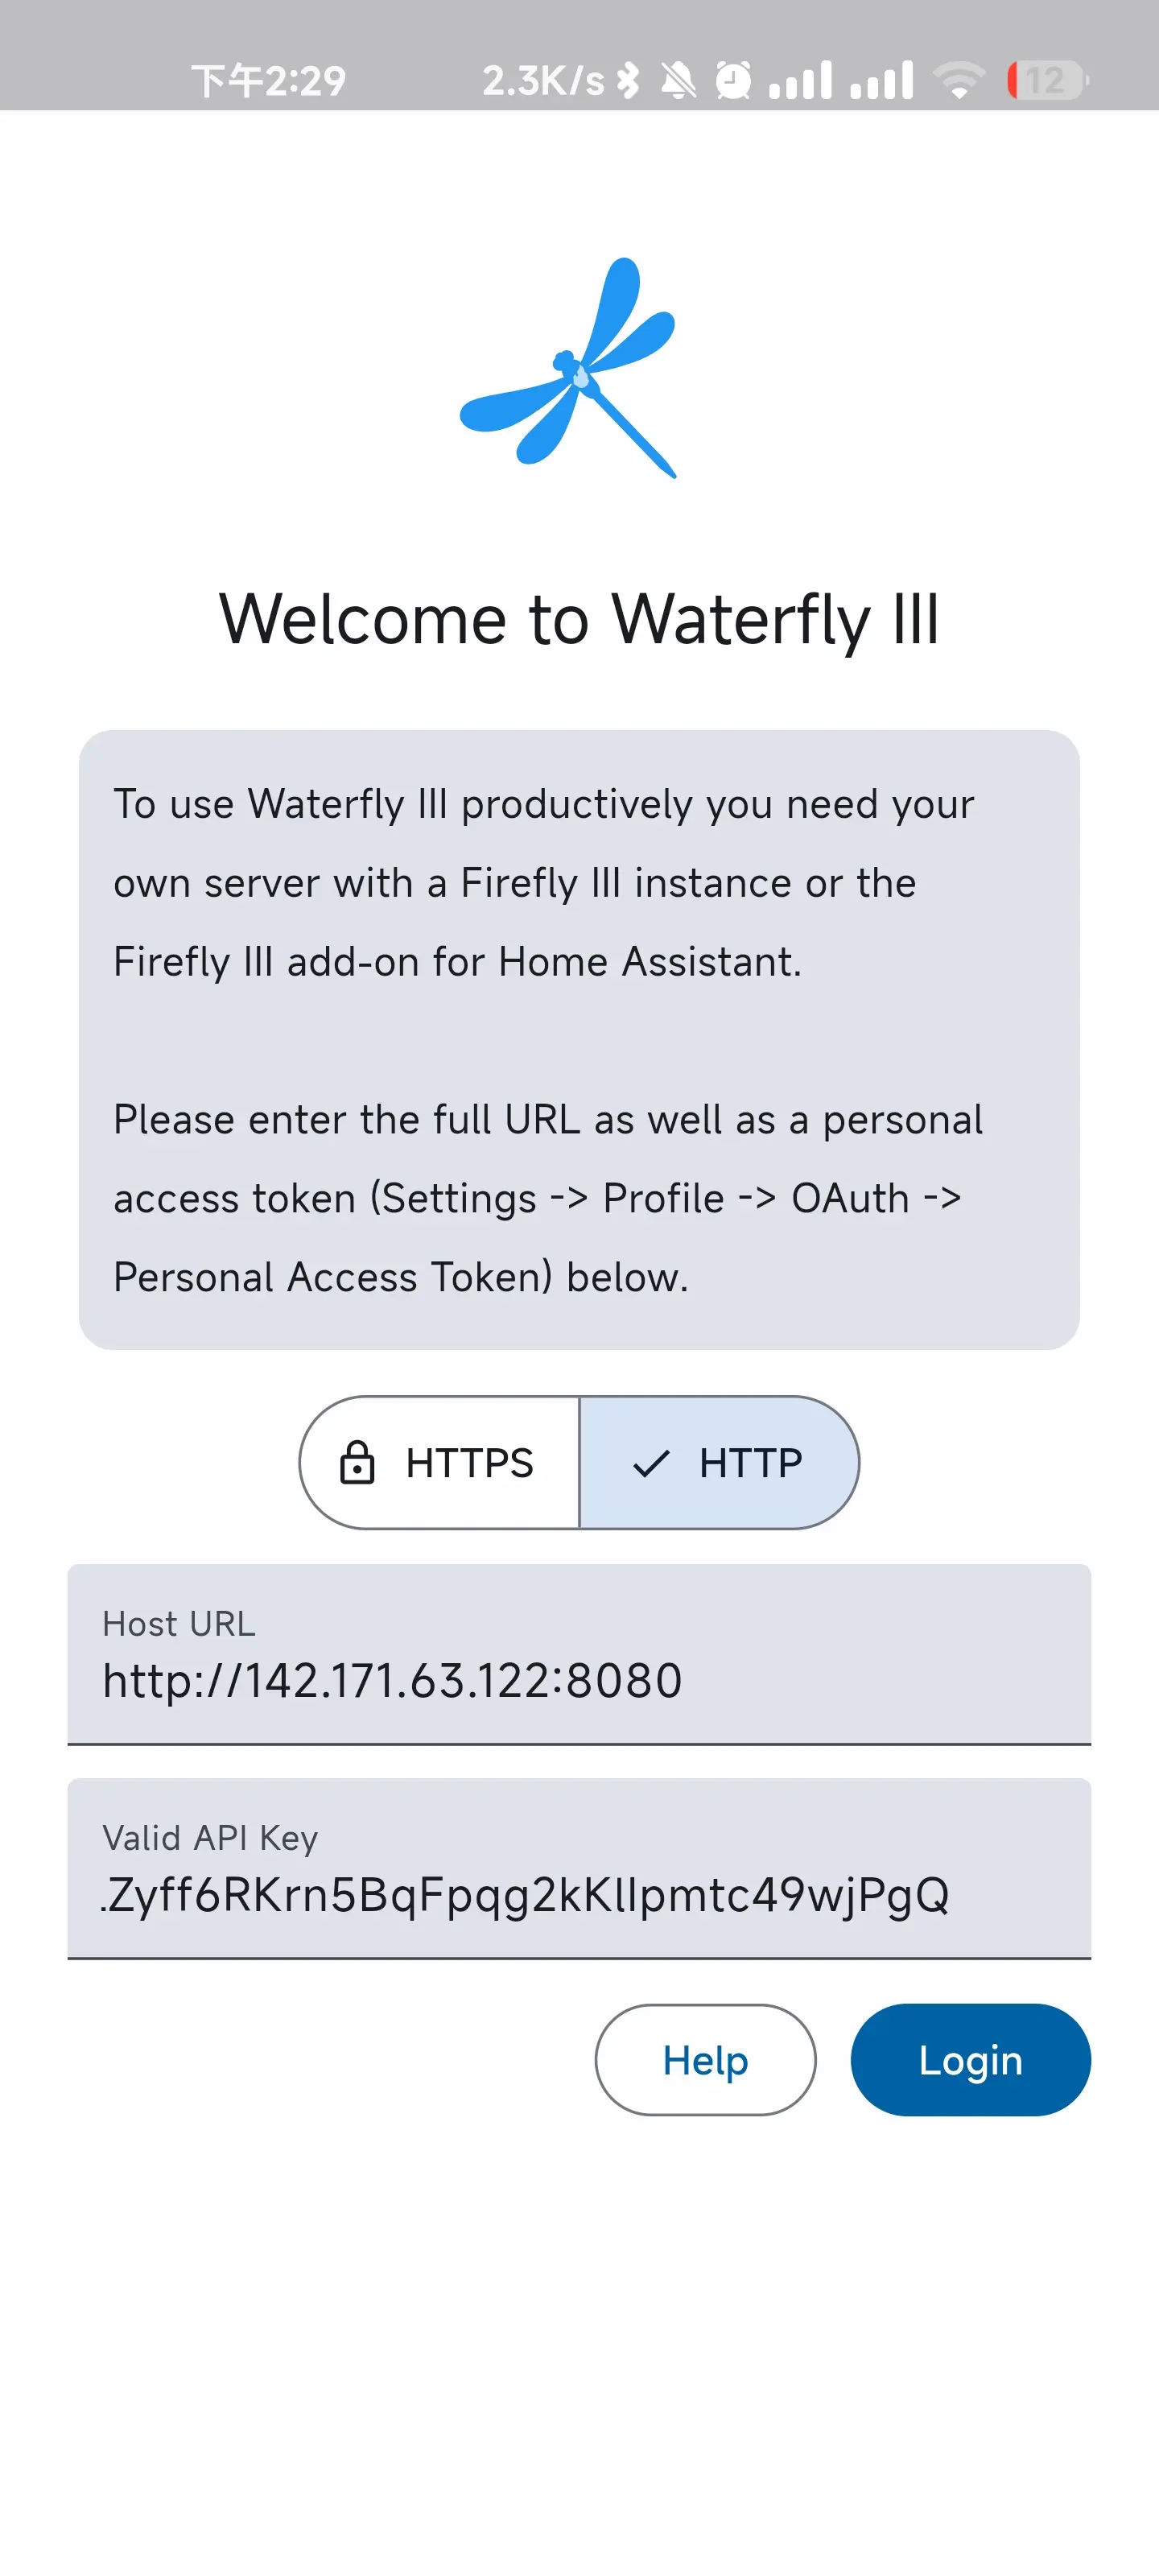 下午2:29 2.3K/s 12
Welcome to Waterfly III
To use Waterfly III productively you need your
own server with a Firefly III instance or the
Firefly III add-on for Home Assistant.
Please enter the full URL as well as a personal
access token (Settings -> Profile -> OAuth ->
Personal Access Token) below.
HTTPS HTTP
Host URL
http://142.171.63.122:8080
Valid API Key
.Zyff6RKrn5BqFpqg2kKlIpmtc49wjPgQ
Help Login